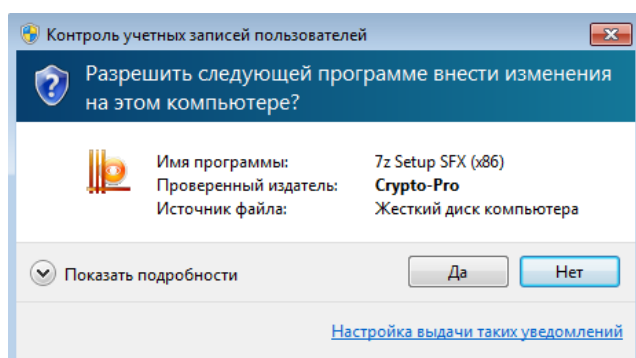 Контроль учетных записей пользователей
Разрешить следующей программе внести изменения
на этом компьютере?
Имя программы: 7z Setup SFX (x86)
Проверенный издатель: Crypto-Pro
Источник файла: Жесткий диск компьютера
Показать подробности Да Нет
Настройка выдачи таких уведомлений